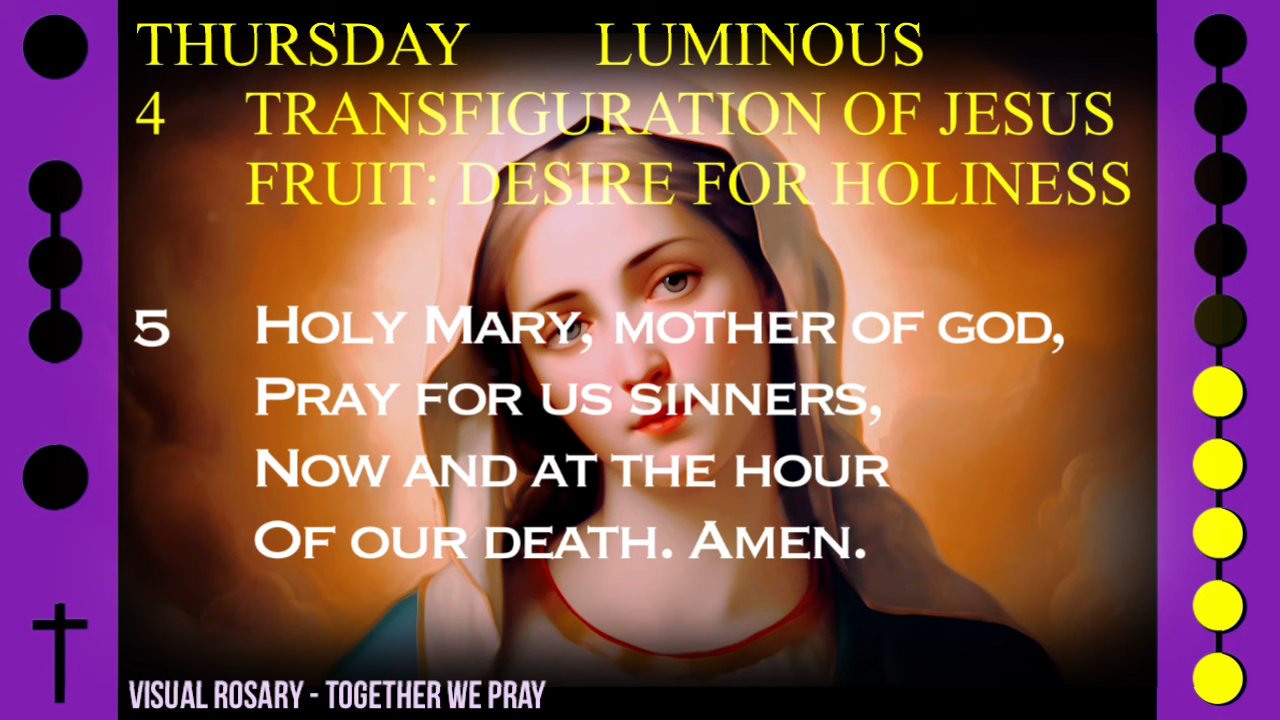 THURSDAY LUMINOUS
4 TRANSFIGURATION OF JESUS
FRUIT: DESIRE FOR HOLINESS
5 Holy Mary, mother of god,
Pray for us sinners,
Now and at the hour
Of our death. Amen.
VISUAL ROSARY - TOGETHER WE PRAY